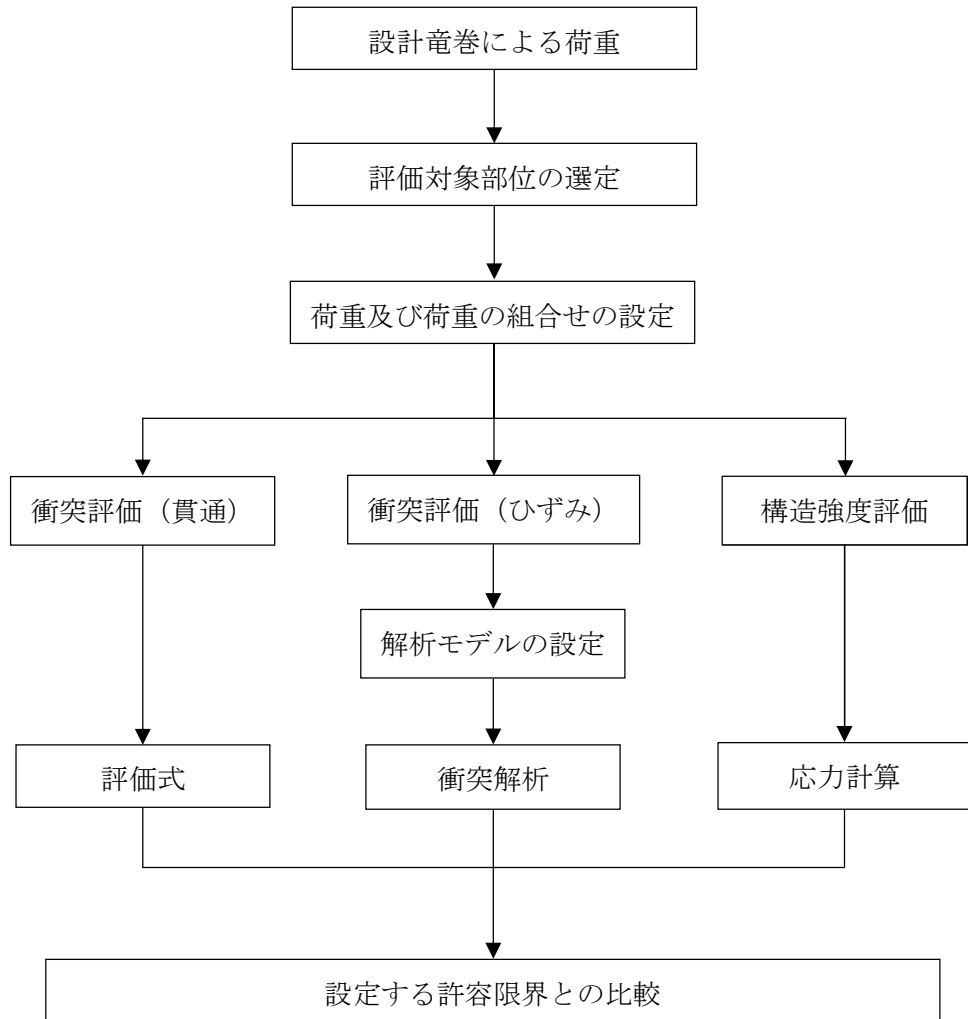 設計竜巻による荷重
評価対象部位の選定
荷重及び荷重の組合せの設定
衝突評価（貫通）
衝突評価（ひずみ）
構造強度評価
解析モデルの設定
評価式
衝突解析
応力計算
設定する許容限界との比較